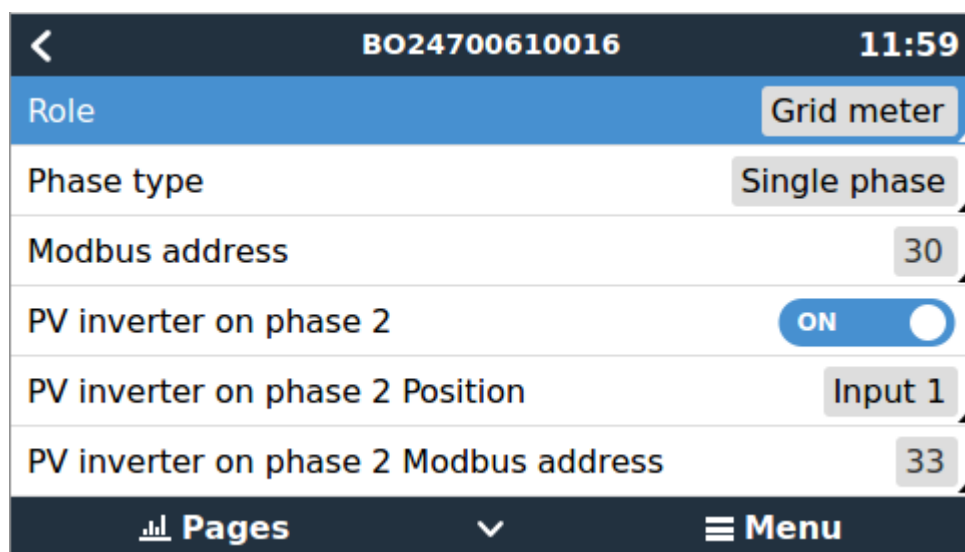 BO24700610016 11:59
Role Grid meter
Phase type Single phase
Modbus address 30
PV inverter on phase 2 ON
PV inverter on phase 2 Position Input 1
PV inverter on phase 2 Modbus address 33
Pages Menu